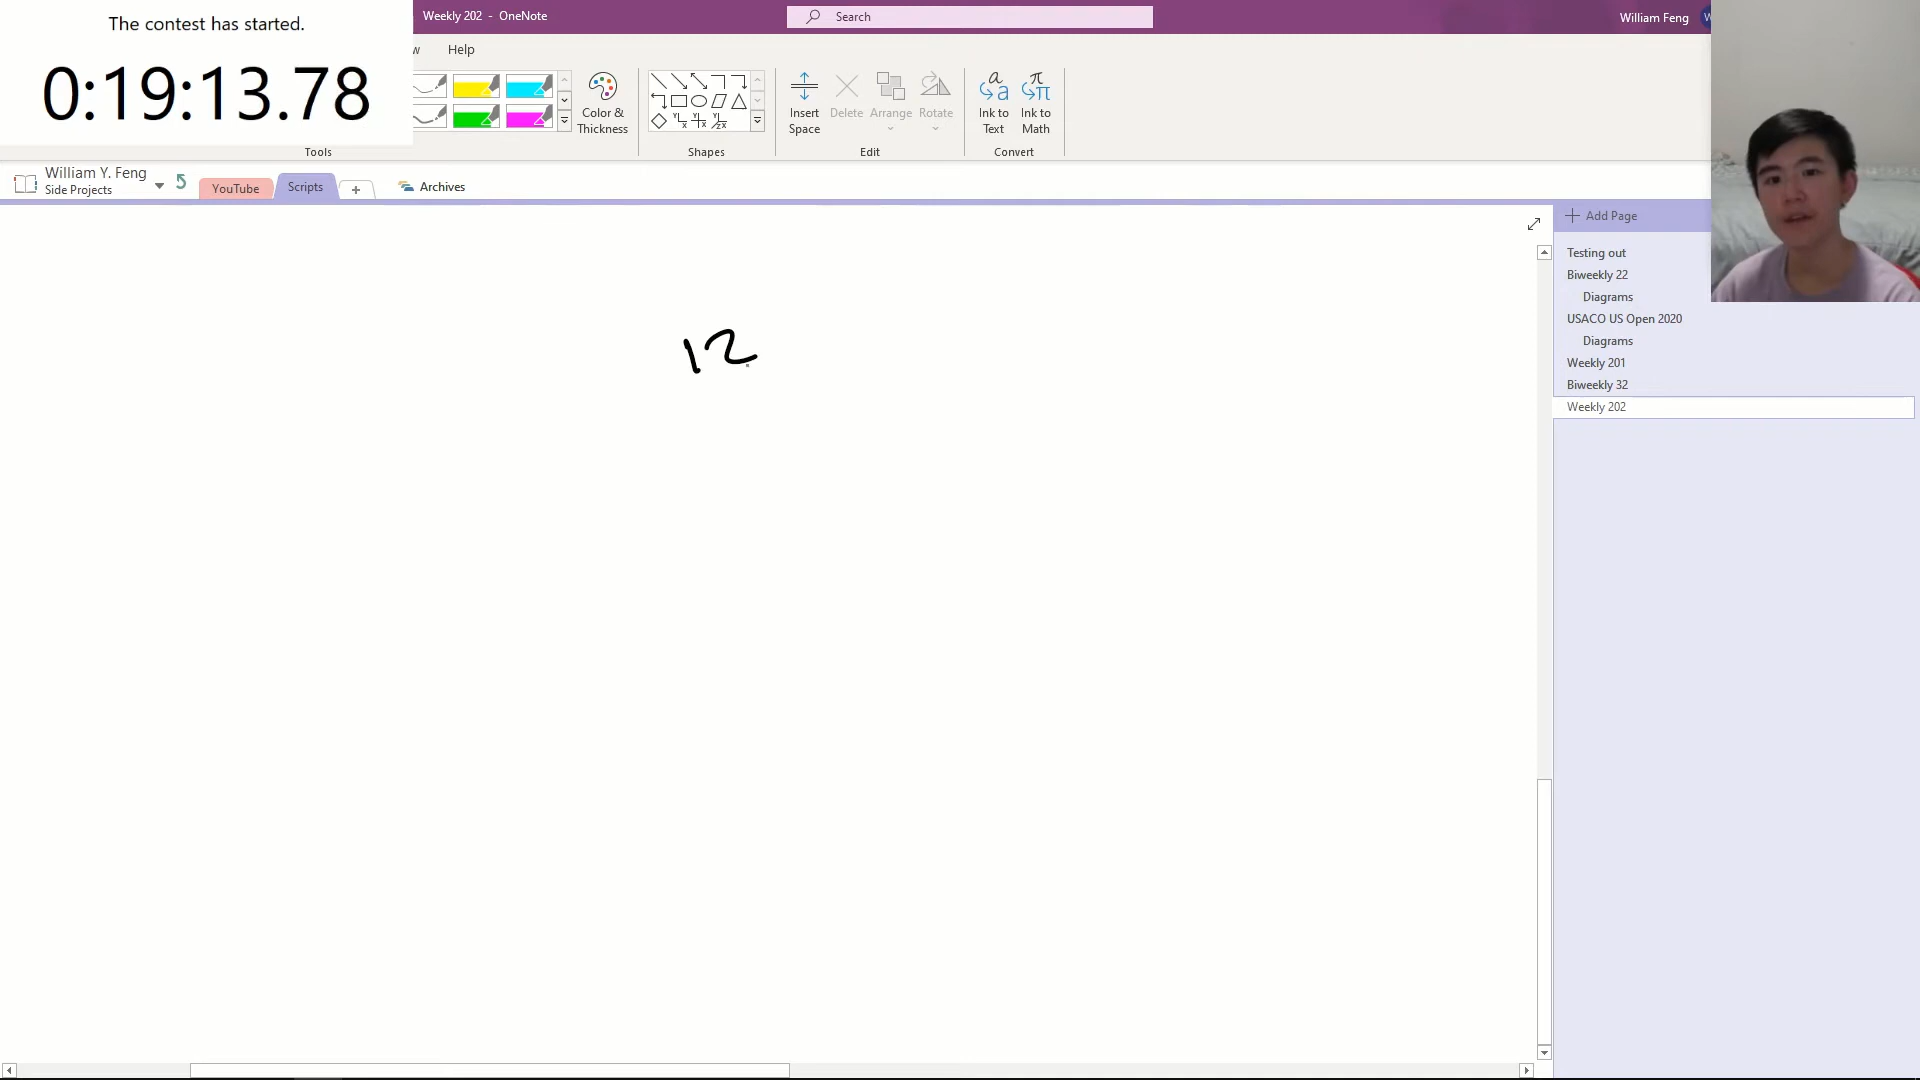 The contest has started.
0:19:13.78
Weekly 202 - OneNote
Search
William Feng
W
w
Help
Color &
Thickness
Tools
Shapes
Insert
Space
Delete
Arrange
Rotate
Edit
a
a
Ink to
Text
π
π
Ink to
Math
Convert
William Y. Feng
Side Projects
YouTube
Scripts
Archives
Add Page
Testing out
Biweekly 22
Diagrams
USACO US Open 2020
Diagrams
Weekly 201
Biweekly 32
Weekly 202
12